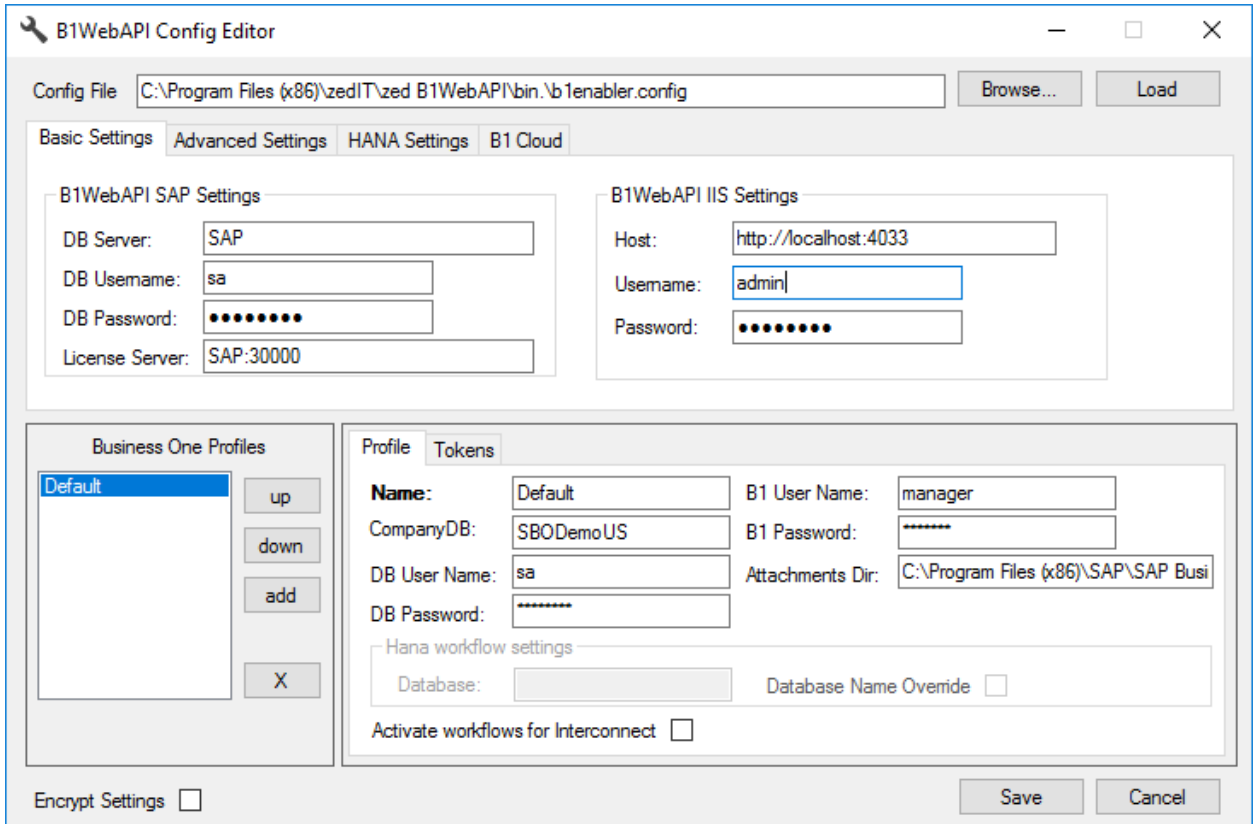 B1WebAPI Config Editor
Config File C:\Program Files (x86)\zedIT\zed B1WebAPI\bin.\b1enabler.config Browse... Load
Basic Settings Advanced Settings HANA Settings B1 Cloud
B1WebAPI SAP Settings
DB Server: SAP
DB Username: sa
DB Password: ●●●●●●●●
License Server: SAP:30000
B1WebAPI IIS Settings
Host: http://localhost:4033
Username: admin
Password: ●●●●●●●●
Business One Profiles
Default
up
down
add
X
Profile Tokens
Name: Default
CompanyDB: SBODemoUS
DB User Name: sa
DB Password: ********
B1 User Name: manager
B1 Password: *******
Attachments Dir: C:\Program Files (x86)\SAP\SAP Busi
Hana workflow settings
Database: Database Name Override
Activate workflows for Interconnect
Encrypt Settings Save Cancel